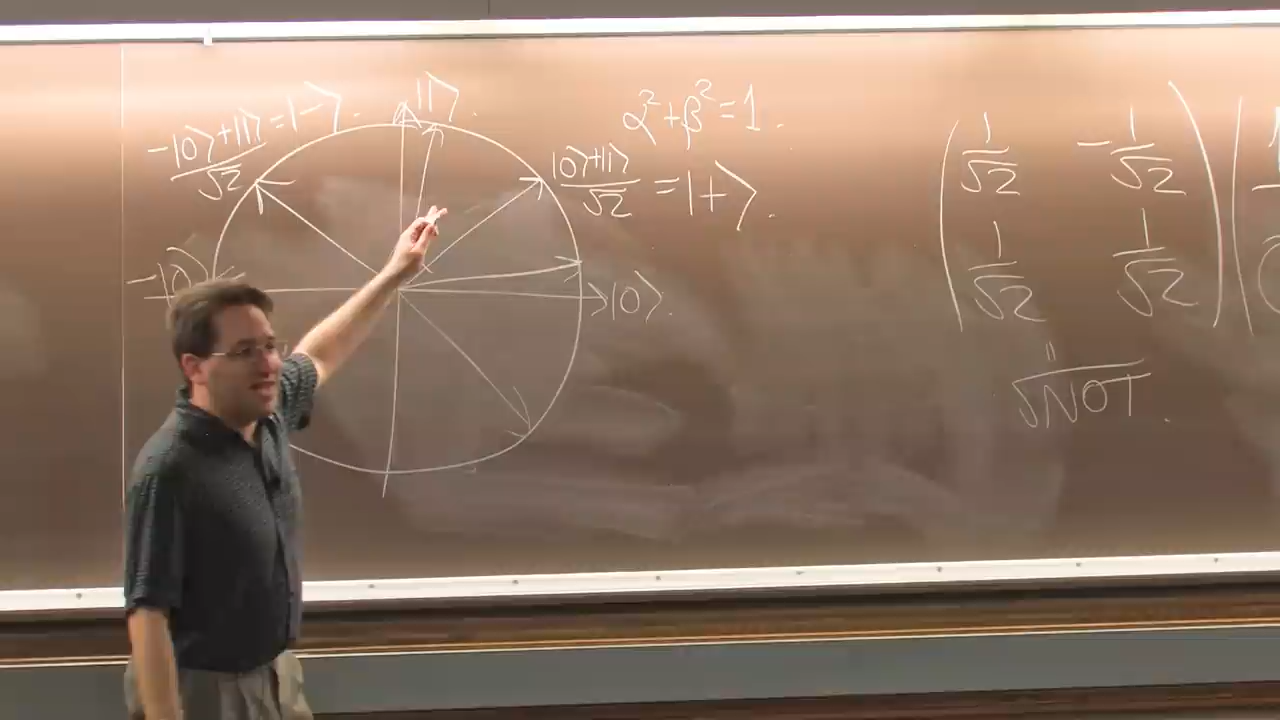 (-|0⟩+|1⟩)/√2 = |-⟩.
|1⟩.
α²+β²=1.
(|0⟩+|1⟩)/√2 = |+⟩.
-|0⟩
|0⟩.
(1/√2 -1/√2)
(1/√2 1/√2)
"
√NOT.